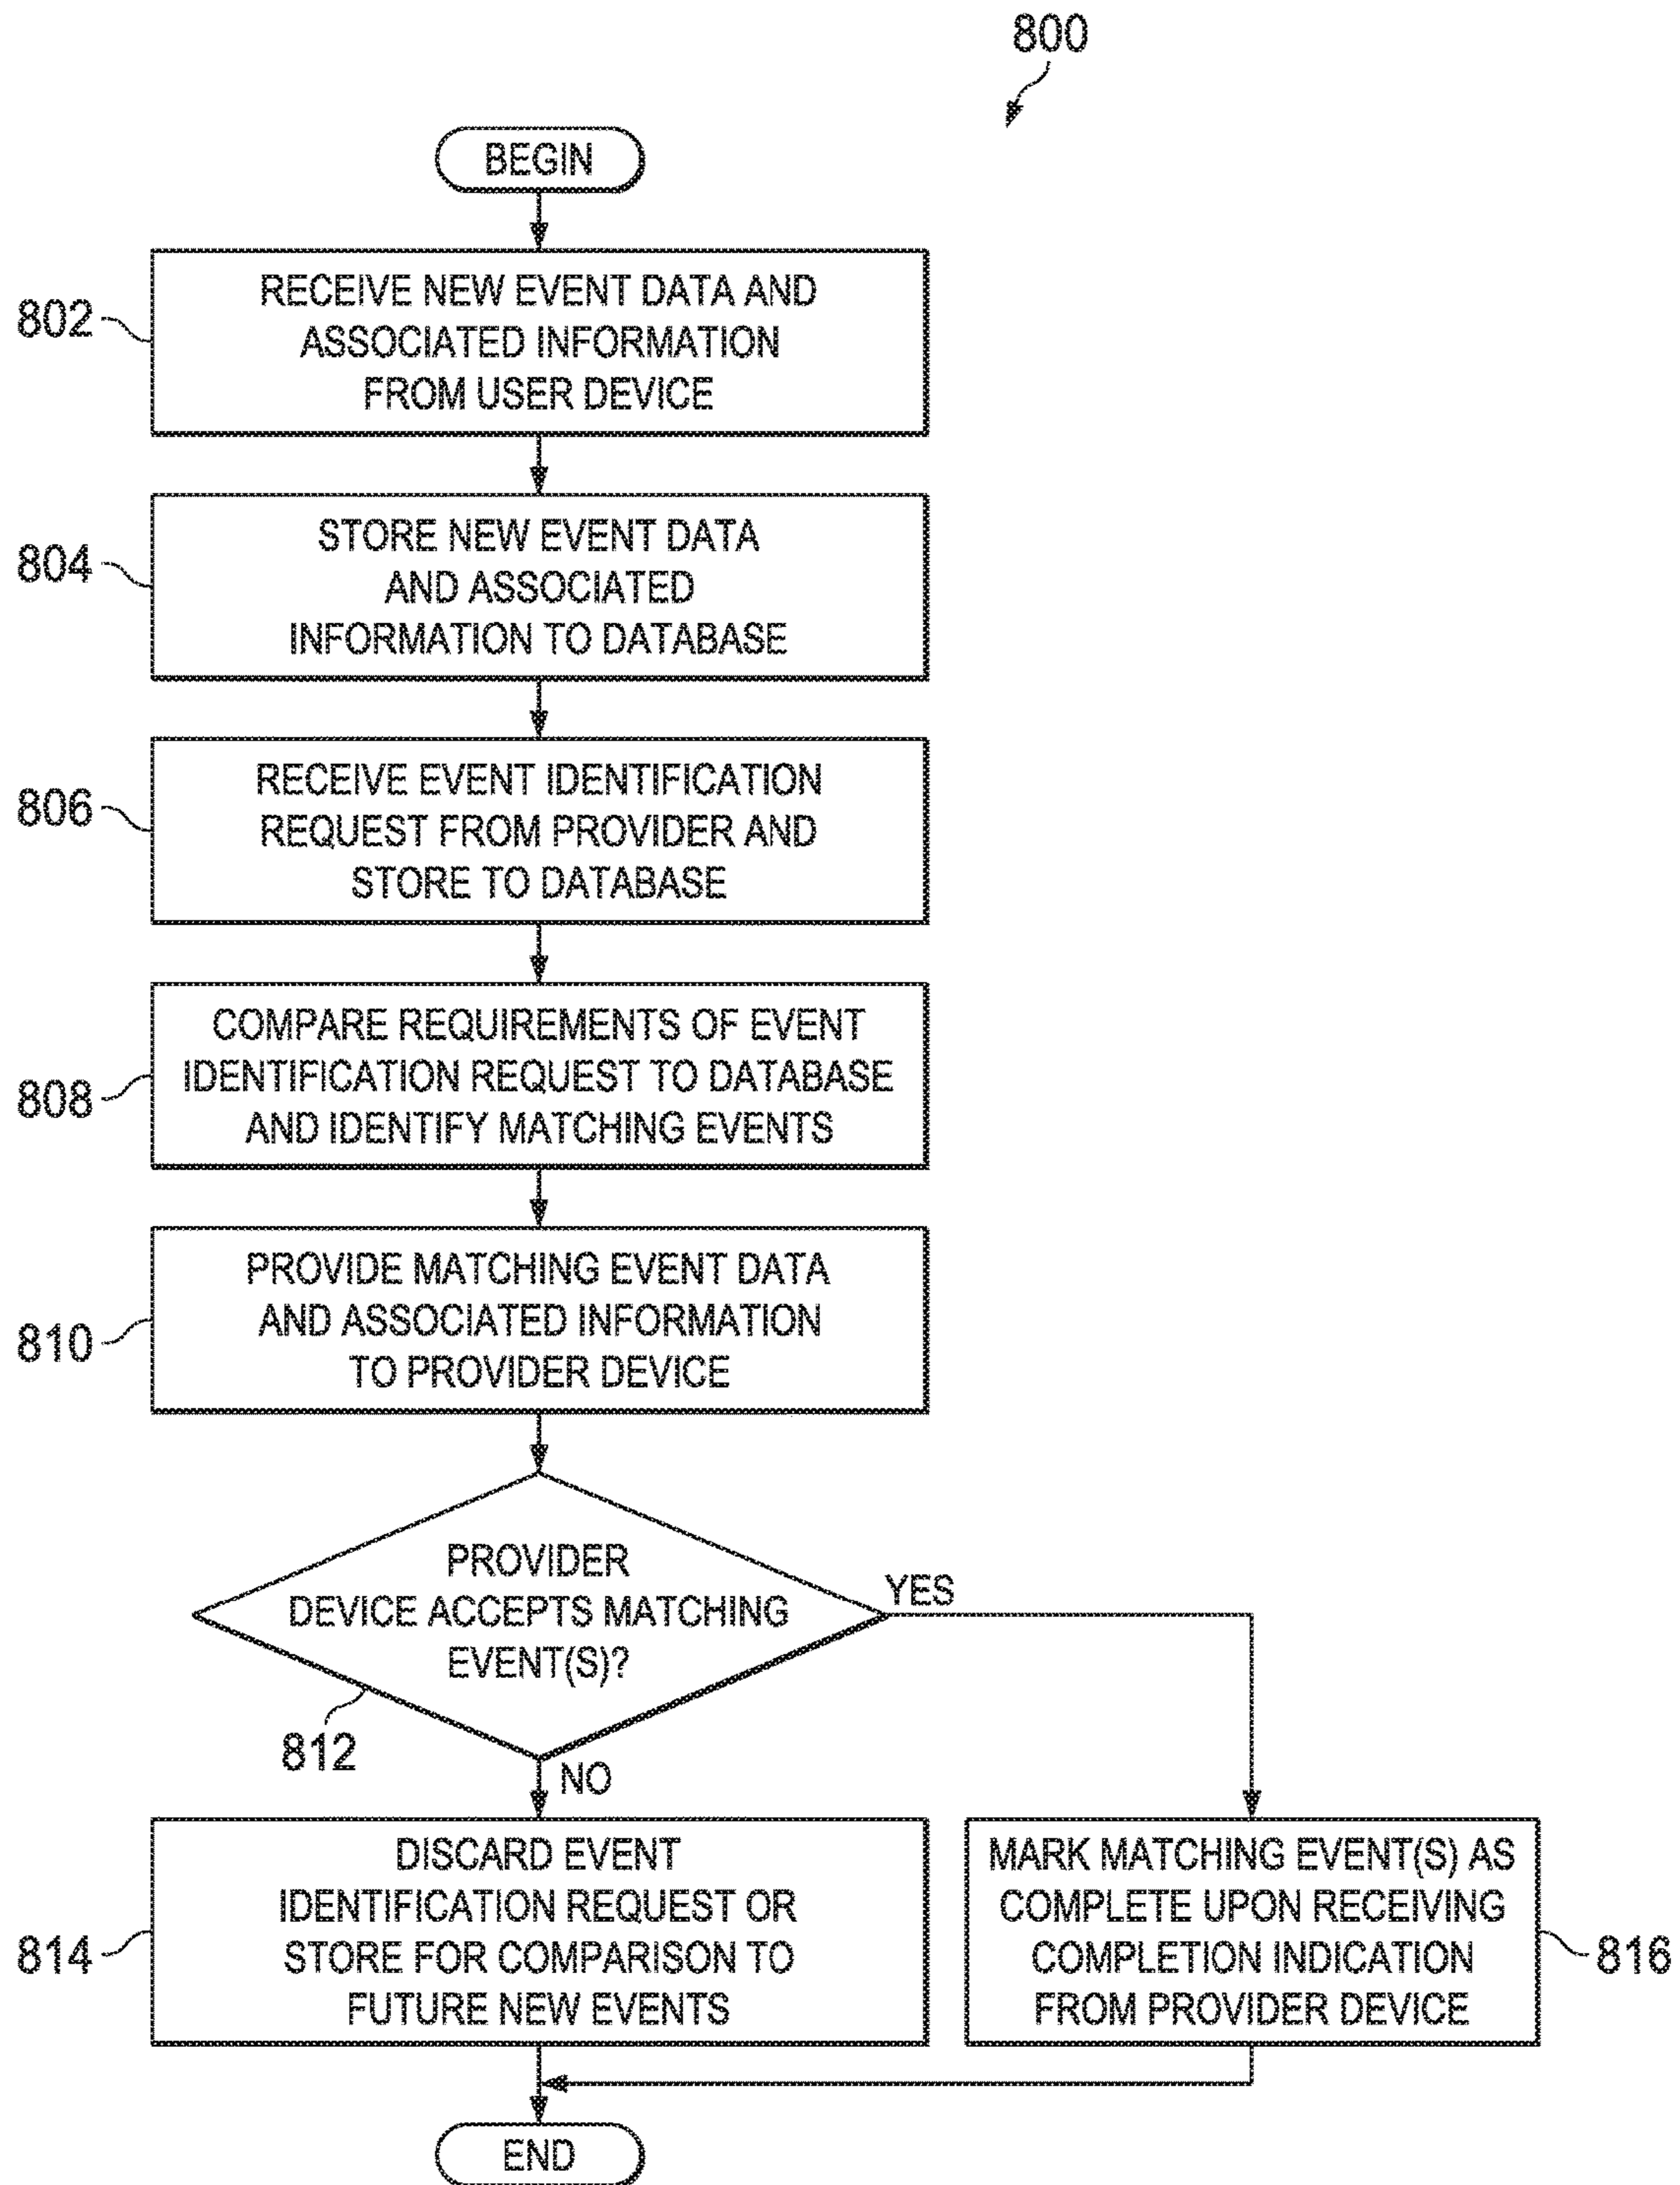 800
BEGIN
802
RECEIVE NEW EVENT DATA AND
ASSOCIATED INFORMATION
FROM USER DEVICE
804
STORE NEW EVENT DATA
AND ASSOCIATED
INFORMATION TO DATABASE
806
RECEIVE EVENT IDENTIFICATION
REQUEST FROM PROVIDER AND
STORE TO DATABASE
808
COMPARE REQUIREMENTS OF EVENT
IDENTIFICATION REQUEST TO DATABASE
AND IDENTIFY MATCHING EVENTS
810
PROVIDE MATCHING EVENT DATA
AND ASSOCIATED INFORMATION
TO PROVIDER DEVICE
PROVIDER
DEVICE ACCEPTS MATCHING
EVENT(S)?
YES
812
NO
814
DISCARD EVENT
IDENTIFICATION REQUEST OR
STORE FOR COMPARISON TO
FUTURE NEW EVENTS
MARK MATCHING EVENT(S) AS
COMPLETE UPON RECEIVING
COMPLETION INDICATION
FROM PROVIDER DEVICE
816
END